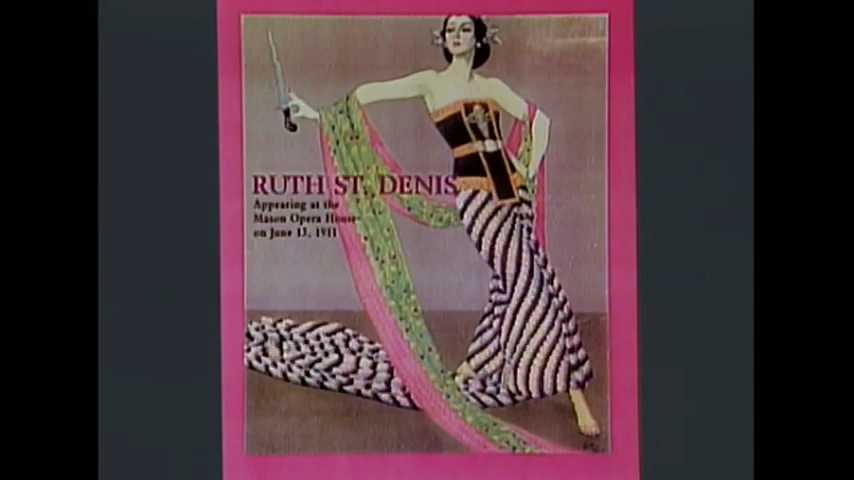 RUTH ST. DENIS
Appearing at the
Mason Opera House
on June 13, 1911